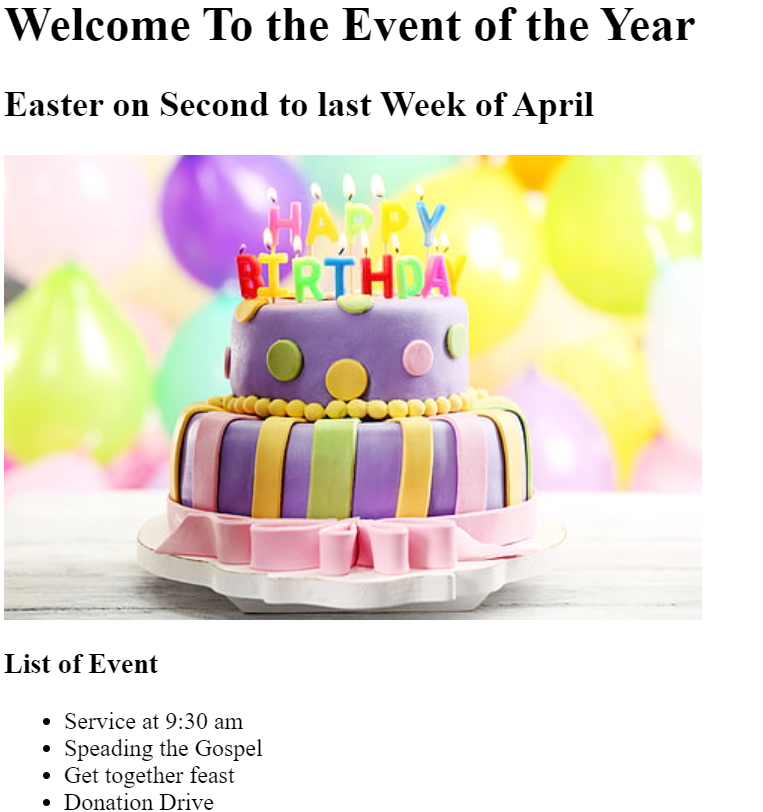 Welcome To the Event of the Year
Easter on Second to last Week of April
HAPPY
BIRTHDAY
List of Event
Service at 9:30 am
Speading the Gospel
Get together feast
Donation Drive